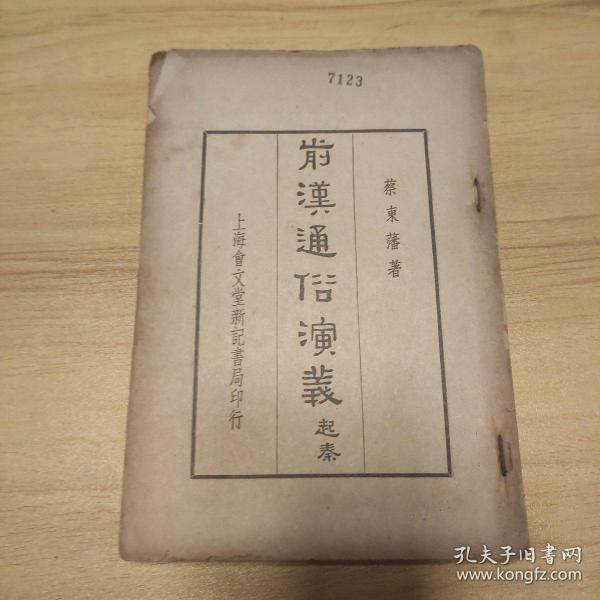 7123
蔡東藩著
前漢通俗演義起秦
上海會文堂新記書局印行
孔夫子旧書网
www.kongfz.com